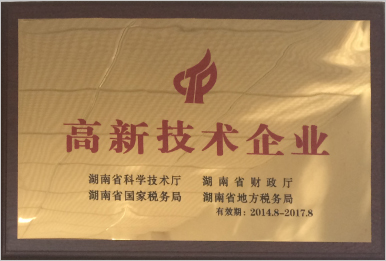 高新技术企业
湖南省科学技术厅 湖南省财政厅
湖南省国家税务局 湖南省地方税务局
有效期：2014.8-2017.8